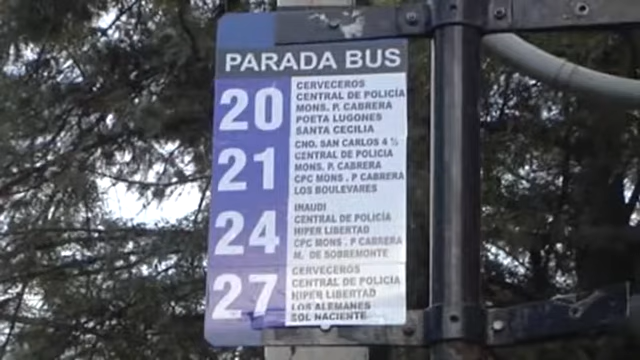 PARADA BUS
20
CERVECEROS
CENTRAL DE POLICÍA
MONS. P. CABRERA
POETA LUGONES
SANTA CECILIA
21
CNO. SAN CARLOS 4 ½
CENTRAL DE POLICÍA
MONS. P. CABRERA
CPC MONS . P CABRERA
LOS BOULEVARES
24
INAUDI
CENTRAL DE POLICÍA
HIPER LIBERTAD
CPC MONS . P CABRERA
M. DE SOBREMONTE
27
CERVECEROS
CENTRAL DE POLICÍA
HIPER LIBERTAD
LOS ALEMANES
SOL NACIENTE